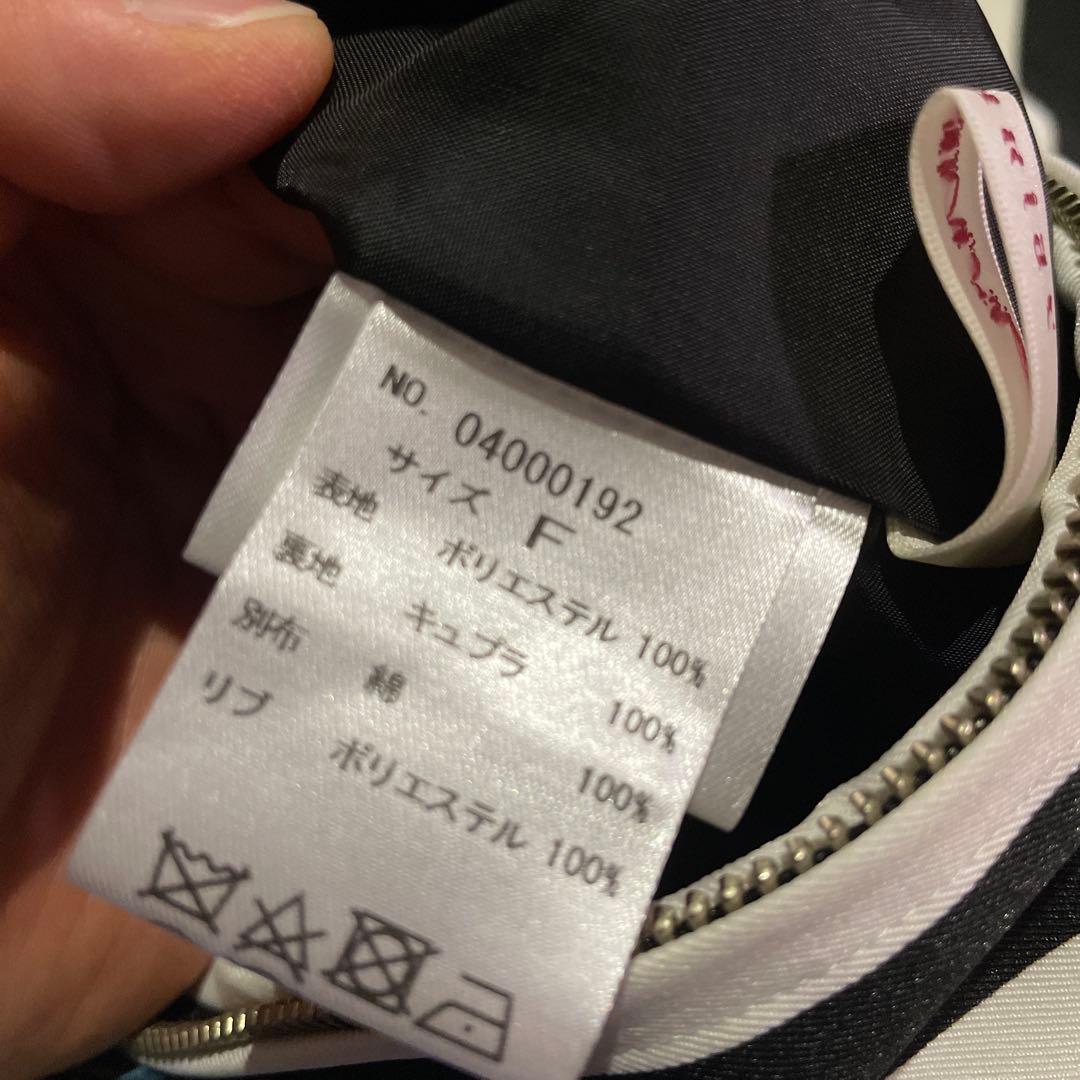 NO. 04000192
サイズ F
表地 ポリエステル 100%
裏地 キュプラ 100%
別布 綿 100%
リブ ポリエステル 100%